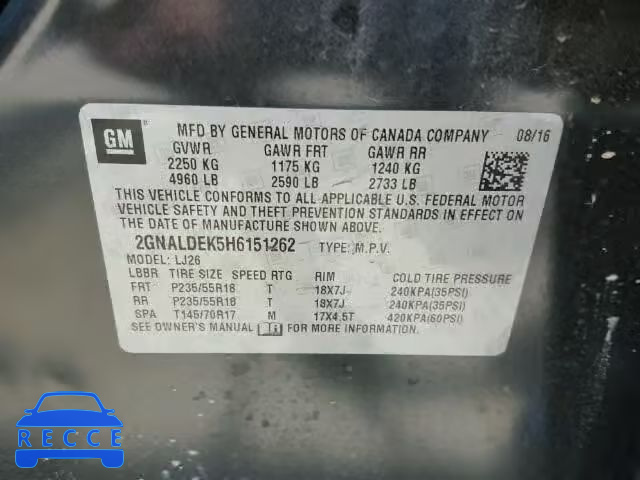 GM
MFD BY GENERAL MOTORS OF CANADA COMPANY 08/16
GVWR GAWR FRT GAWR RR
2250 KG 1175 KG 1240 KG
4960 LB 2590 LB 2733 LB
THIS VEHICLE CONFORMS TO ALL APPLICABLE U.S. FEDERAL MOTOR
VEHICLE SAFETY AND THEFT PREVENTION STANDARDS IN EFFECT ON
THE DATE OF MANUFACTURE SHOWN ABOVE.
2GNALDEK5H6151262 TYPE: M.P.V.
MODEL: LJ26
LBBR TIRE SIZE SPEED RTG RIM COLD TIRE PRESSURE
FRT P235/55R18 T 18X7J 240KPA(35PSI)
RR P235/55R18 T 18X7J 240KPA(35PSI)
SPA T145/70R17 M 17X4.5T 420KPA(60PSI)
SEE OWNER'S MANUAL FOR MORE INFORMATION.
RECCE